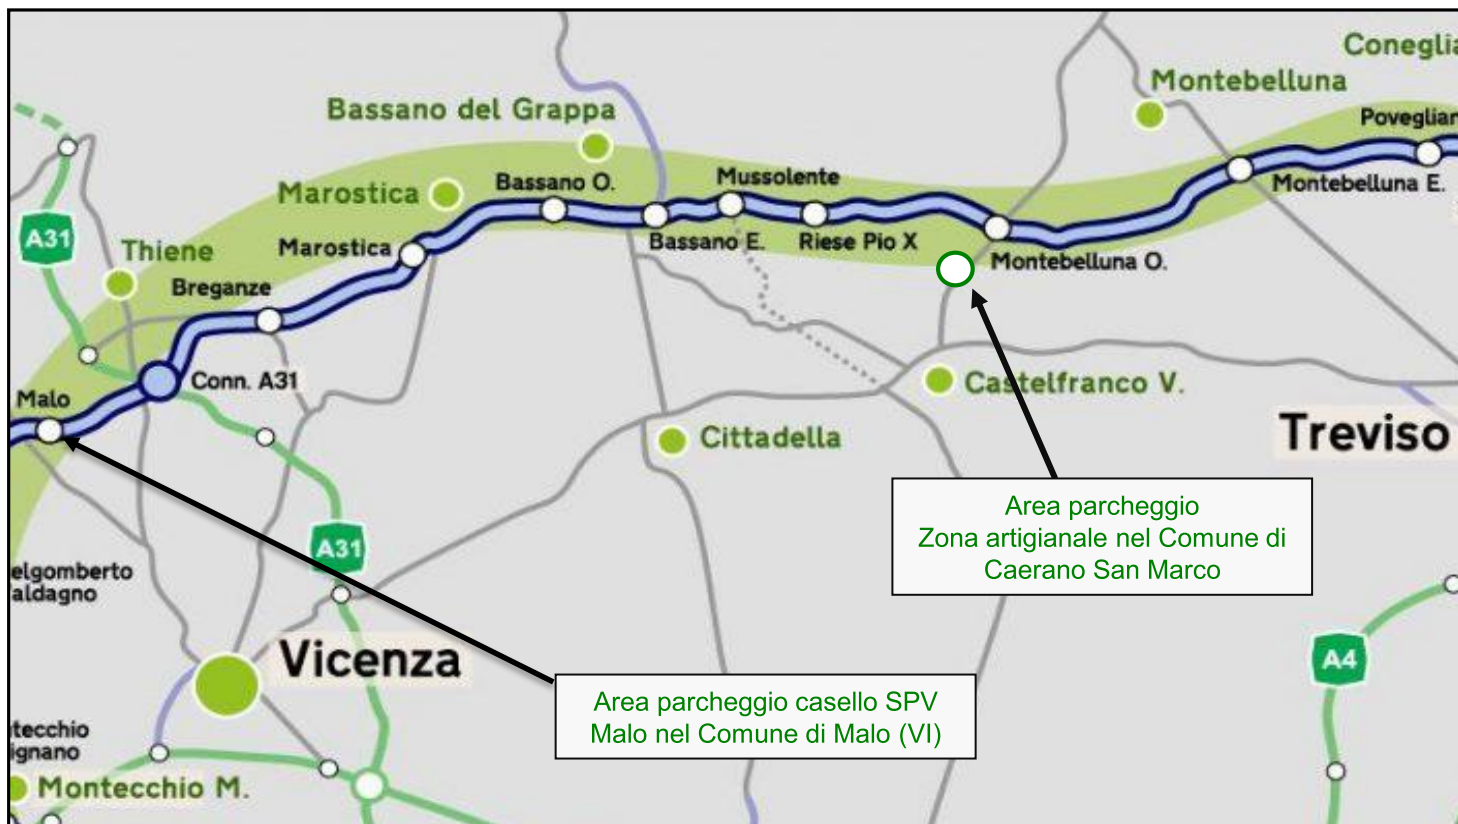 Coneglia
Montebelluna
Bassano del Grappa
Poveglian
Mussolente
Bassano O.
Montebelluna E.
Marostica
A31
Bassano E.
Riese Pio X
Marostica
Thiene
Montebelluna O.
Breganze
Conn. A31
Castelfranco V.
Malo
Treviso
Cittadella
Area parcheggio
Zona artigianale nel Comune di
Caerano San Marco
A31
elgomberto
aldagno
Vicenza
A4
Area parcheggio casello SPV
Malo nel Comune di Malo (VI)
tecchio
ignano
Montecchio M.